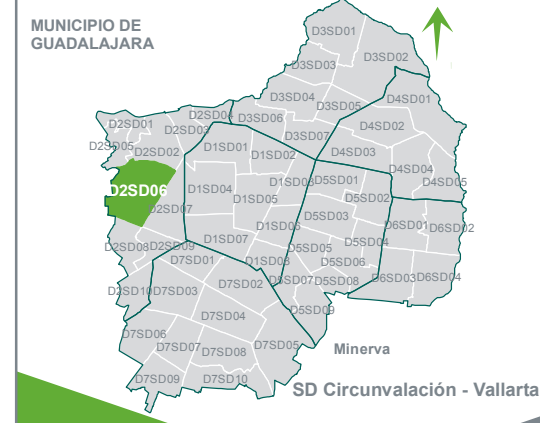 MUNICIPIO DE
GUADALAJARA
D3SD01
D3SD02
D3SD03
D3SD04
D3SD05
D4SD01
D2SD04
D3SD06
D2SD01
D2SD03
D4SD02
D3SD07
D2SD05
D2SD02
D1SD01
D1SD02
D4SD03
D4SD04
D4SD05
D2SD06
D1SD04
D1SD03
D5SD01
D1SD05
D5SD02
D2SD07
D5SD03
D1SD06
D6SD01
D6SD02
D1SD07
D5SD04
D2SD08
D2SD09
D5SD05
D7SD01
D1SD08
D5SD06
D6SD03
D6SD04
D2SD10
D7SD03
D7SD02
D5SD07
D5SD08
D5SD09
D7SD04
D7SD06
D7SD07
D7SD08
D7SD05
Minerva
D7SD09
D7SD10
SD Circunvalación - Vallarta